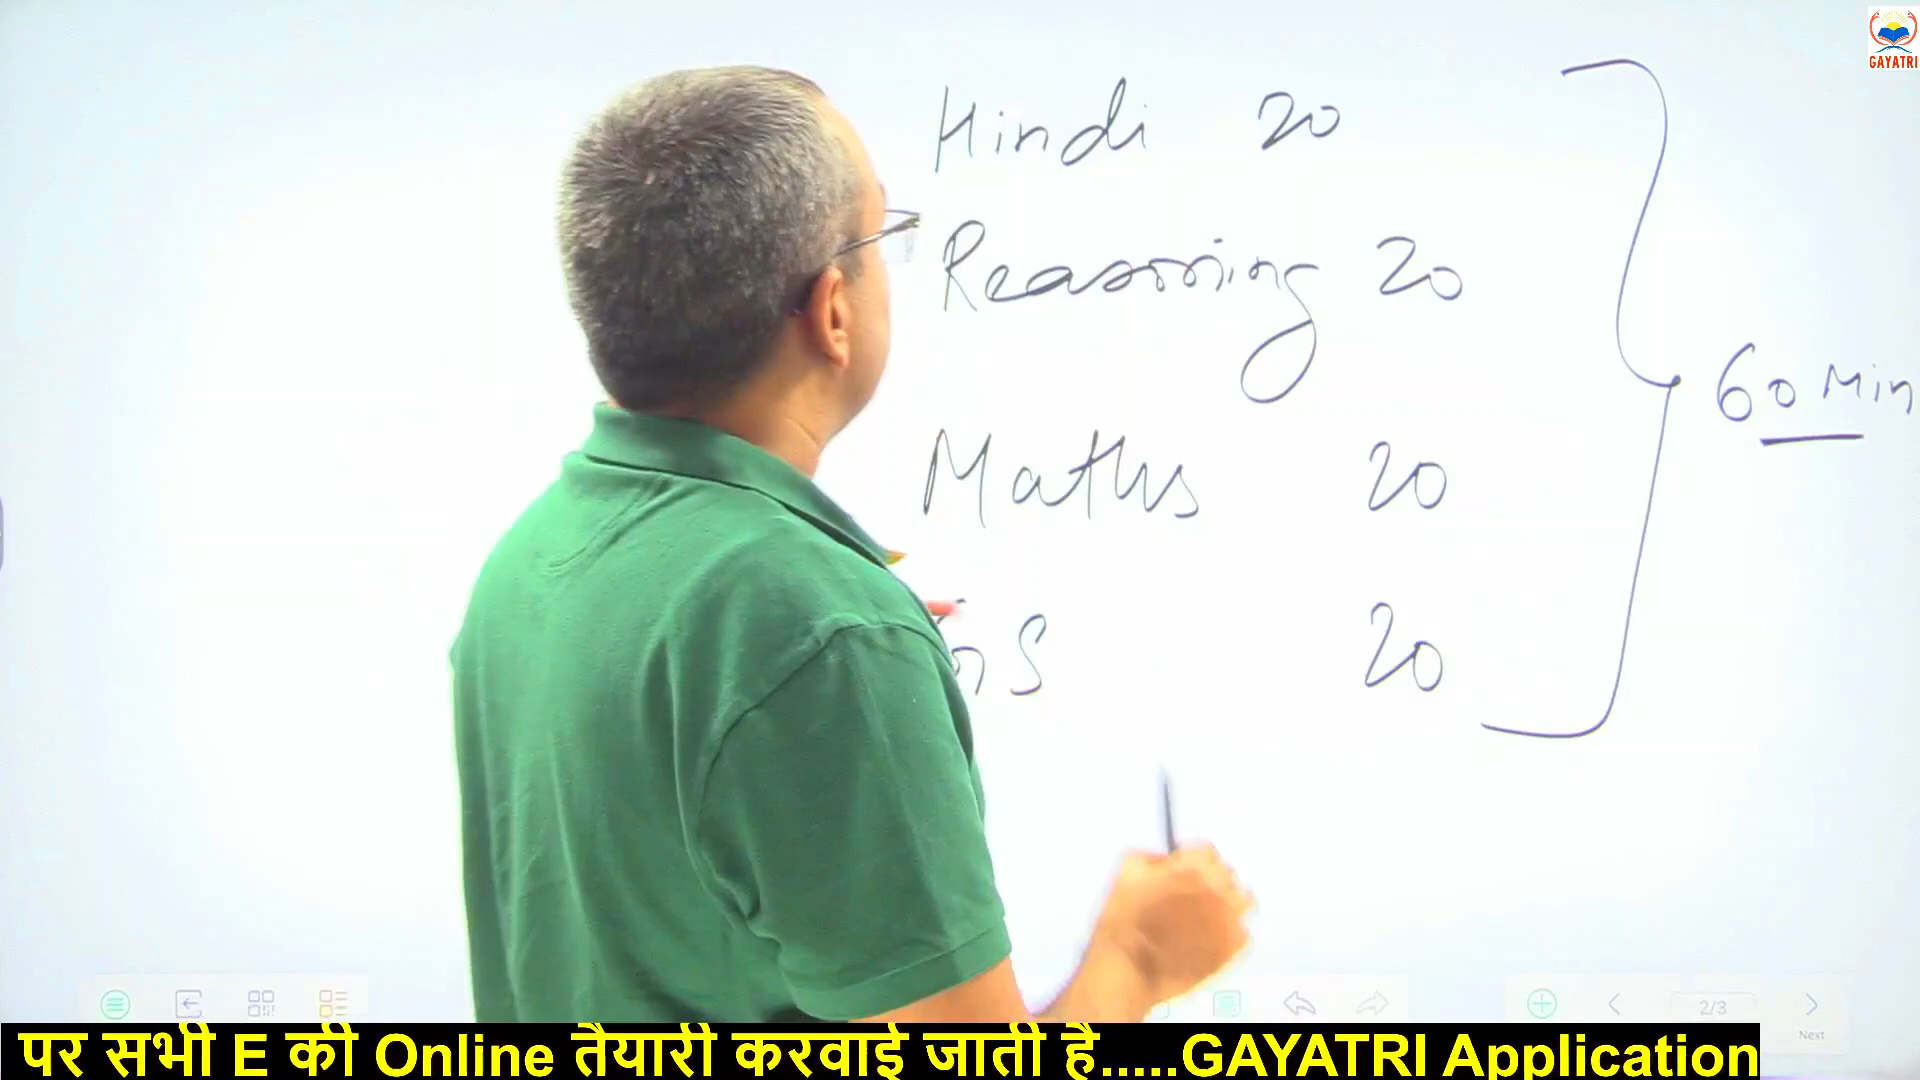 GAYATRI
Hindi 20
Reasoning 20
60 Min
Maths 20
GS 20
2/3
Next
पर सभी E की Online तैयारी करवाई जाती है.....GAYATRI Application